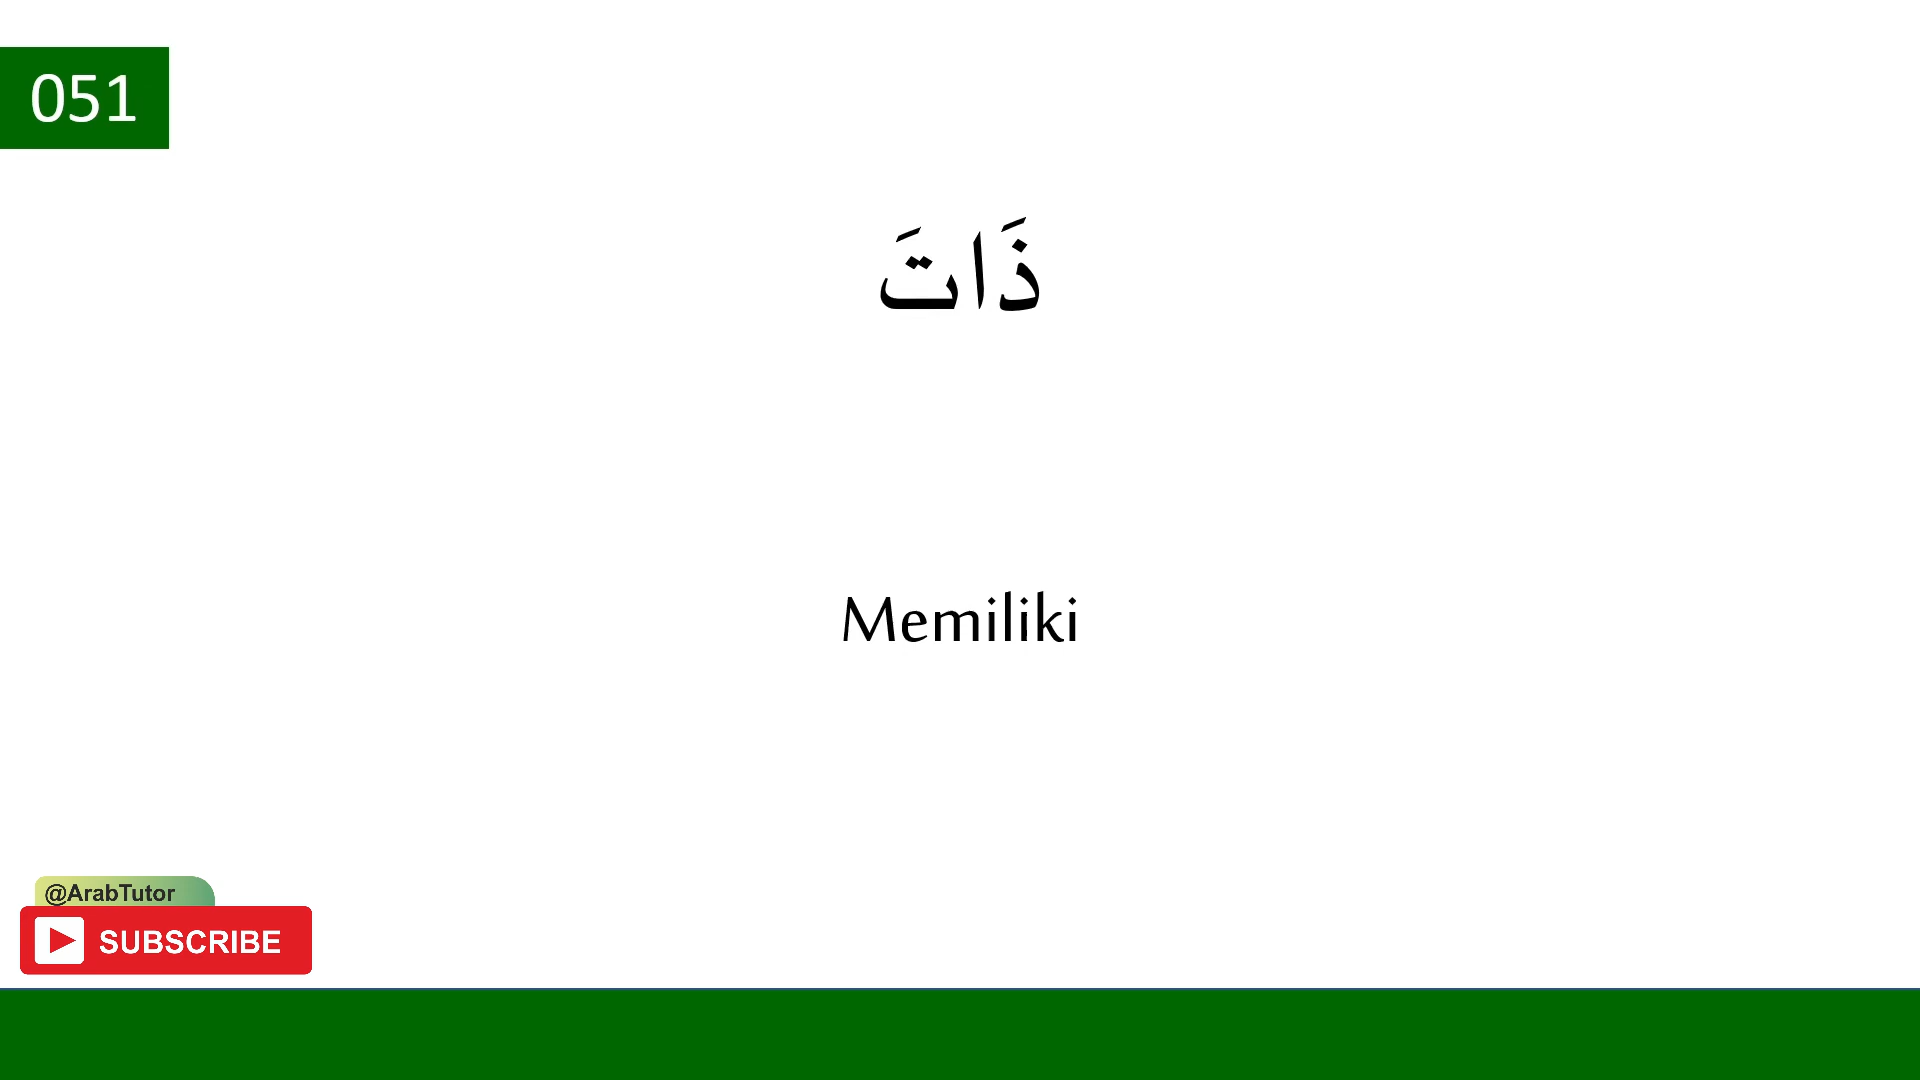 051
ذَاتَ
Memiliki
@ArabTutor
SUBSCRIBE